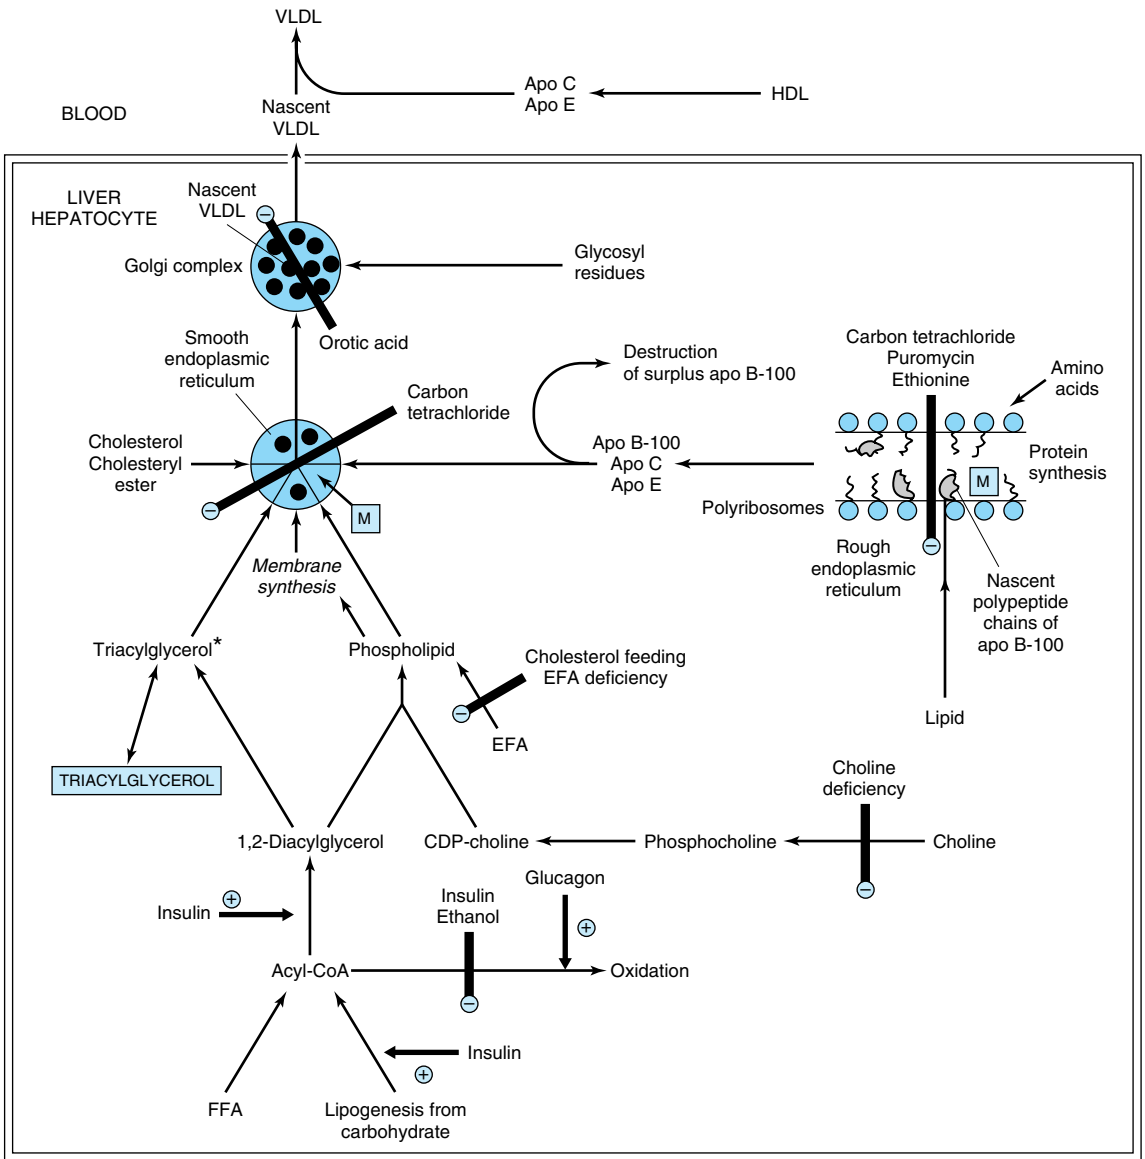 VLDL
Apo C
Apo E
HDL
BLOOD
Nascent
VLDL
LIVER
HEPATOCYTE
Nascent
VLDL
−
Golgi complex
Glycosyl
residues
Orotic acid
Smooth
endoplasmic
reticulum
Destruction
of surplus apo B-100
Carbon tetrachloride
Puromycin
Ethionine
Amino
acids
Carbon
tetrachloride
Cholesterol
Cholesteryl
ester
Apo B-100
Apo C
Apo E
Protein
synthesis
M
−
M
Polyribosomes
−
Rough
endoplasmic
reticulum
Nascent
polypeptide
chains of
apo B-100
Membrane
synthesis
Triacylglycerol*
Phospholipid
Cholesterol feeding
EFA deficiency
−
EFA
Lipid
TRIACYLGLYCEROL
Choline
deficiency
1,2-Diacylglycerol
CDP-choline
Phosphocholine
Choline
−
Glucagon
+
Insulin
Insulin
Ethanol
+
Acyl-CoA
Oxidation
−
Insulin
+
FFA
Lipogenesis from
carbohydrate